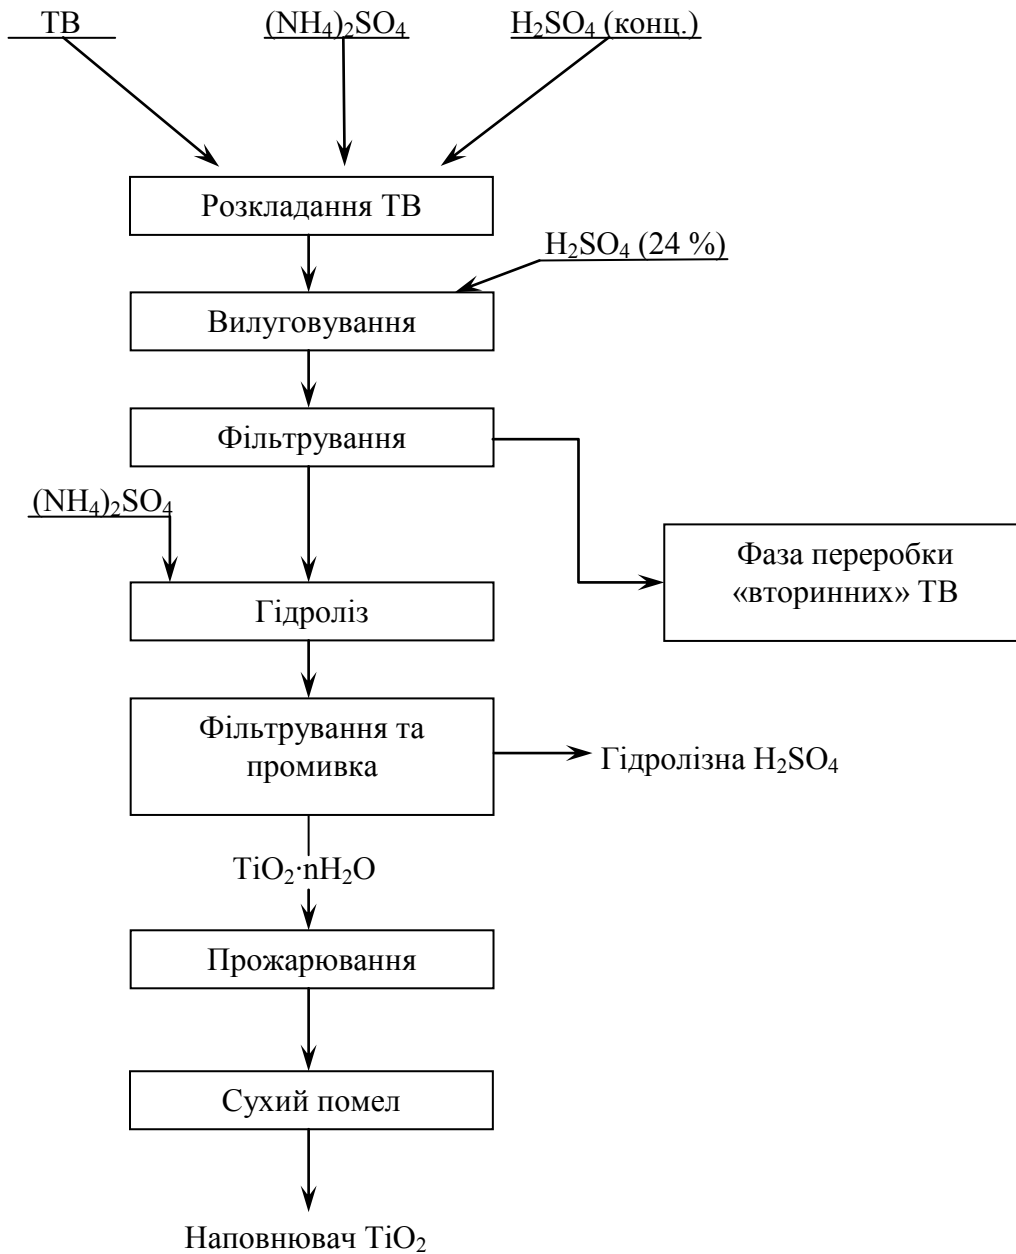 ТВ
(NH₄)₂SO₄
H₂SO₄ (конц.)
Розкладання ТВ
H₂SO₄ (24 %)
Вилуговування
Фільтрування
(NH₄)₂SO₄
Фаза переробки
«вторинних» ТВ
Гідроліз
Фільтрування та
промивка
Гідролізна H₂SO₄
TiO₂·nH₂O
Прожарювання
Сухий помел
Наповнювач TiO₂